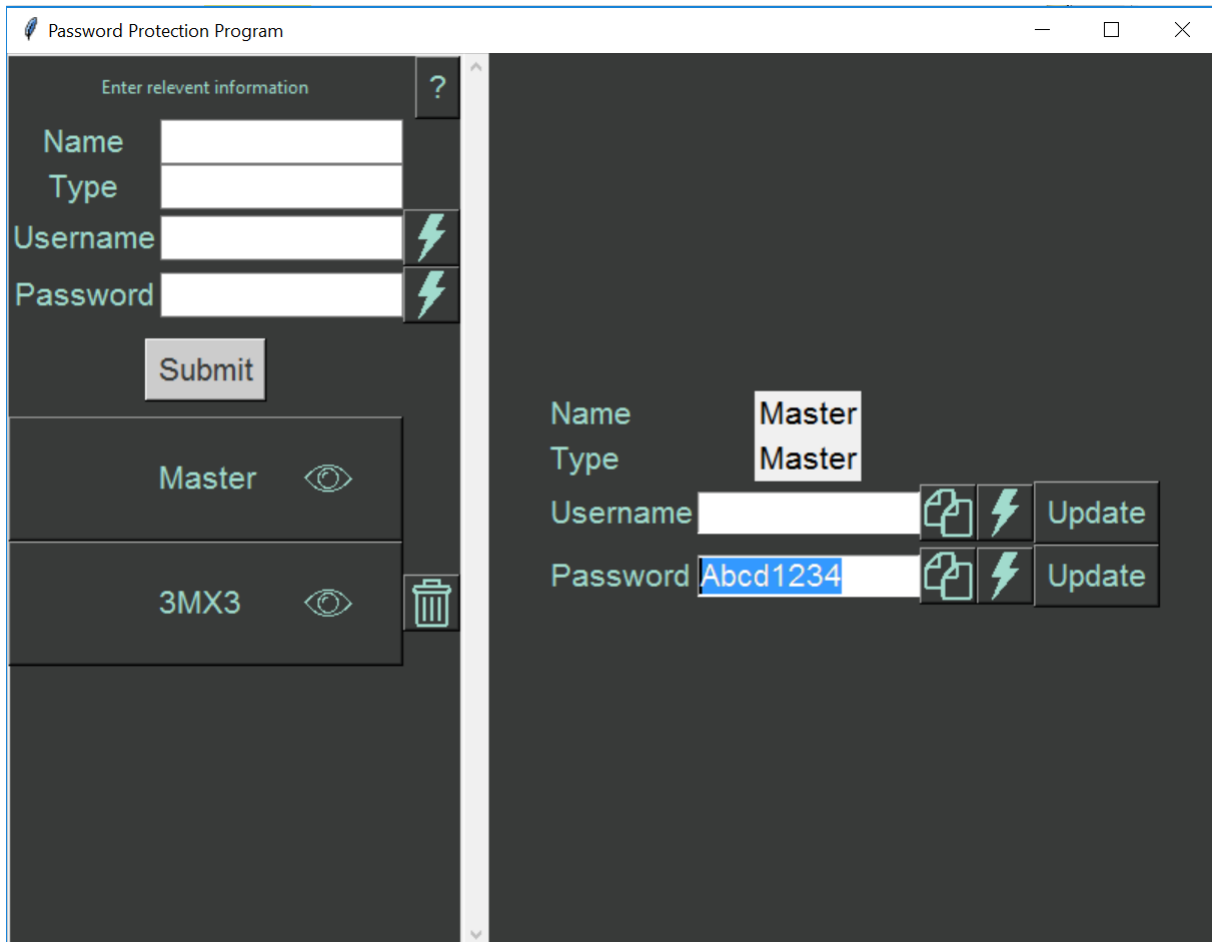 Password Protection Program
Enter relevent information
?
Name
Type
Username
Password
Submit
Master
3MX3
Name Master
Type Master
Username Update
Password Abcd1234 Update